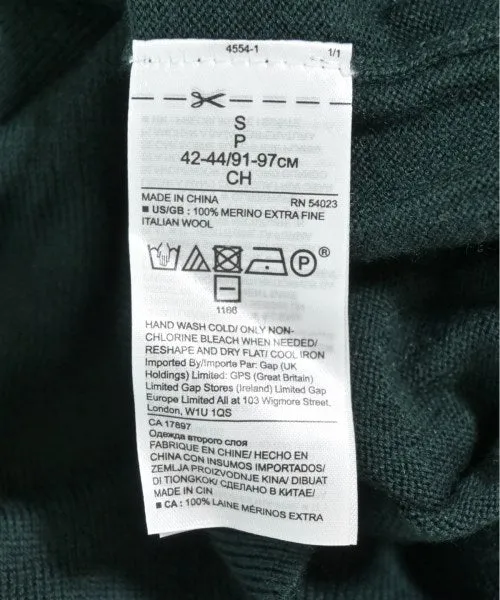 4554-1 1/1
S
P
42-44/91-97CM
CH
MADE IN CHINA RN 54023
■ US/GB : 100% MERINO EXTRA FINE
ITALIAN WOOL
P ®
1166
HAND WASH COLD/ ONLY NON-
CHLORINE BLEACH WHEN NEEDED/
RESHAPE AND DRY FLAT/ COOL IRON
Imported By/Importe Par: Gap (UK
Holdings) Limited: GPS (Great Britain)
Limited Gap Stores (Ireland) Limited Gap
Europe Limited All at 103 Wigmore Street.
London, W1U 1QS
CA 17897
Одежда второго слоя
FABRIQUE EN CHINE/ HECHO EN
CHINA CON INSUMOS IMPORTADOS/
ZEMLJA PROIZVODNJE KINA/ DIBUAT
DI TIONGKOK/ СДЕЛАНО В КИТАЕ/
MADE IN CIN
■ CA : 100% LAINE MÉRINOS EXTRA